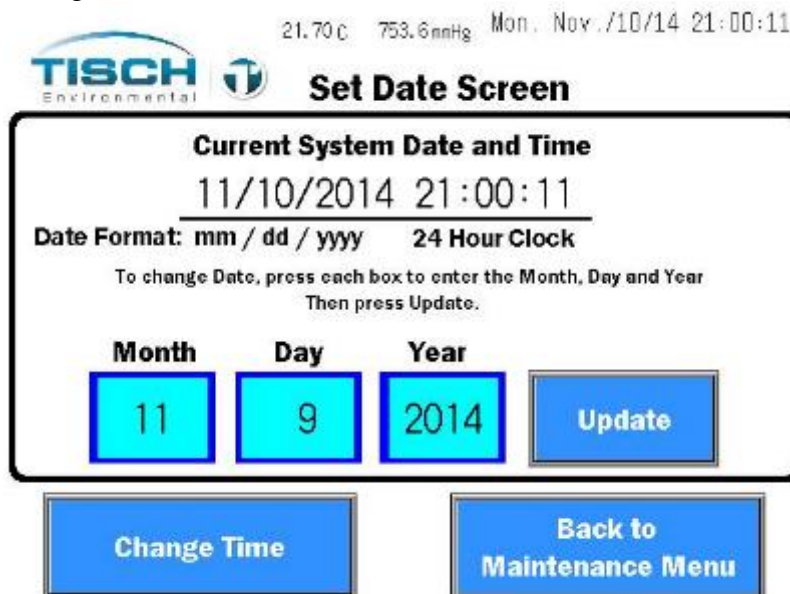 21.70 C 753.6mmHg Mon. Nov./10/14 21:00:11
TISCH
Environmental
Set Date Screen
Current System Date and Time
11/10/2014 21:00:11
Date Format: mm / dd / yyyy 24 Hour Clock
To change Date, press each box to enter the Month, Day and Year
Then press Update.
Month Day Year
11 9 2014 Update
Change Time
Back to
Maintenance Menu